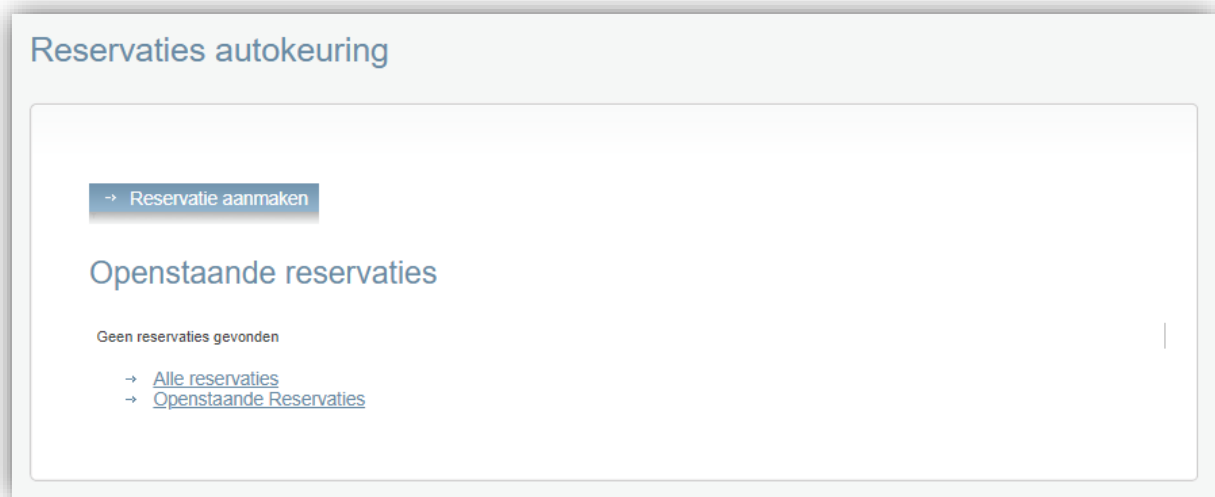 Reservaties autokeuring
Reservatie aanmaken
Openstaande reservaties
Geen reservaties gevonden
Alle reservaties
Openstaande Reservaties